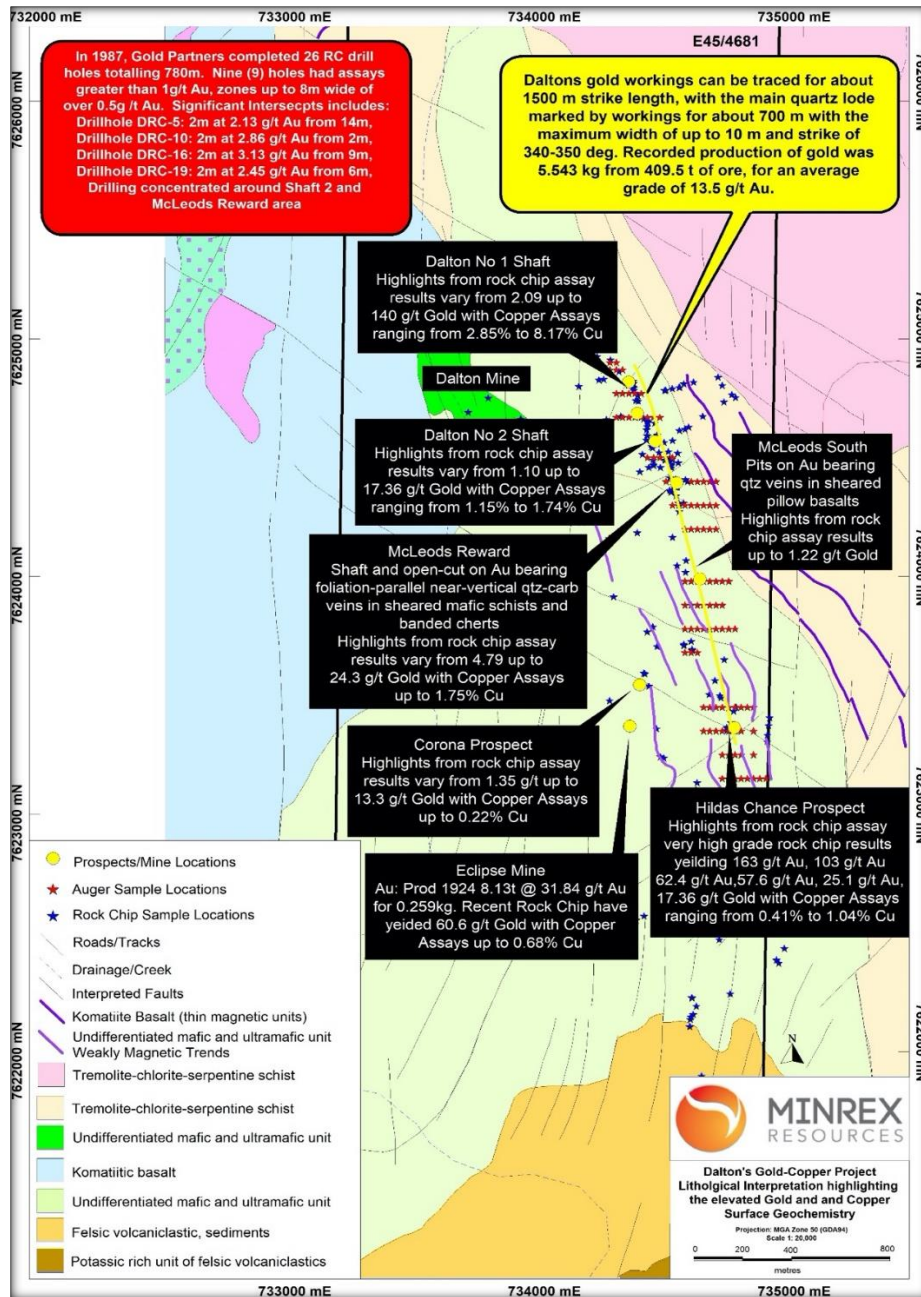 732000 mE
733000 mE
734000 mE
735000 mE
E45/4681
In 1987, Gold Partners completed 26 RC drill
holes totalling 780m. Nine (9) holes had assays
greater than 1g/t Au, zones up to 8m wide of
over 0.5g /t Au. Significant Intersecpts includes:
Drillhole DRC-5: 2m at 2.13 g/t Au from 14m,
Drillhole DRC-10: 2m at 2.86 g/t Au from 2m,
Drillhole DRC-16: 2m at 3.13 g/t Au from 9m,
Drillhole DRC-19: 2m at 2.45 g/t Au from 6m,
Drilling concentrated around Shaft 2 and
McLeods Reward area
Daltons gold workings can be traced for about
1500 m strike length, with the main quartz lode
marked by workings for about 700 m with the
maximum width of up to 10 m and strike of
340-350 deg. Recorded production of gold was
5.543 kg from 409.5 t of ore, for an average
grade of 13.5 g/t Au.
7626000 mN
7625000 mN
7624000 mN
7623000 mN
7622000 mN
7626000 mN
7625000 mN
7624000 mN
7623000 mN
7622000 mN
Dalton No 1 Shaft
Highlights from rock chip assay
results vary from 2.09 up to
140 g/t Gold with Copper Assays
ranging from 2.85% to 8.17% Cu
Dalton Mine
Dalton No 2 Shaft
Highlights from rock chip assay
results vary from 1.10 up to
17.36 g/t Gold with Copper Assays
ranging from 1.15% to 1.74% Cu
McLeods South
Pits on Au bearing
qtz veins in sheared
pillow basalts
Highlights from rock
chip assay results
up to 1.22 g/t Gold
McLeods Reward
Shaft and open-cut on Au bearing
foliation-parallel near-vertical qtz-carb
veins in sheared mafic schists and
banded cherts
Highlights from rock chip assay
results vary from 4.79 up to
24.3 g/t Gold with Copper Assays
up to 1.75% Cu
Corona Prospect
Highlights from rock chip assay
results vary from 1.35 g/t up to
13.3 g/t Gold with Copper Assays
up to 0.22% Cu
Hildas Chance Prospect
Highlights from rock chip assay
very high grade rock chip results
yeilding 163 g/t Au, 103 g/t Au
62.4 g/t Au,57.6 g/t Au, 25.1 g/t Au,
17.36 g/t Gold with Copper Assays
ranging from 0.41% to 1.04% Cu
Eclipse Mine
Au: Prod 1924 8.13t @ 31.84 g/t Au
for 0.259kg. Recent Rock Chip have
yeided 60.6 g/t Gold with Copper
Assays up to 0.68% Cu
Prospects/Mine Locations
Auger Sample Locations
Rock Chip Sample Locations
Roads/Tracks
Drainage/Creek
Interpreted Faults
Komatiite Basalt (thin magnetic units)
Undifferentiated mafic and ultramafic unit
Weakly Magnetic Trends
Tremolite-chlorite-serpentine schist
Tremolite-chlorite-serpentine schist
Undifferentiated mafic and ultramafic unit
Komatiitic basalt
Undifferentiated mafic and ultramafic unit
Felsic volcaniclastic, sediments
Potassic rich unit of felsic volcaniclastics
N
MINREX
RESOURCES
Dalton's Gold-Copper Project
Lithological Interpretation highlighting
the elevated Gold and and Copper
Surface Geochemistry
Projection: MGA Zone 50 (GDA94)
Scale 1: 20,000
0 200 400 800
metres
733000 mE
734000 mE
735000 mE